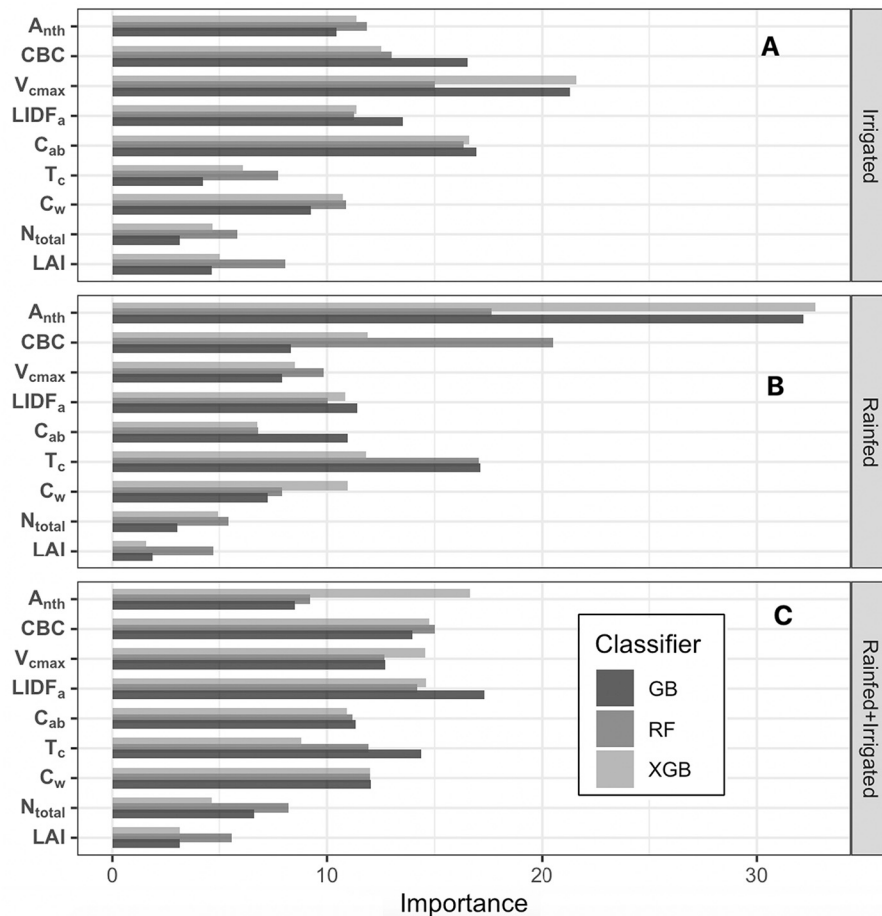 A
Irrigated
Anth
CBC
Vcmax
LIDFa
Cab
Tc
Cw
Ntotal
LAI
B
Rainfed
Anth
CBC
Vcmax
LIDFa
Cab
Tc
Cw
Ntotal
LAI
C
Rainfed+Irrigated
Anth
CBC
Vcmax
LIDFa
Cab
Tc
Cw
Ntotal
LAI
Classifier
GB
RF
XGB
0 10 20 30
Importance